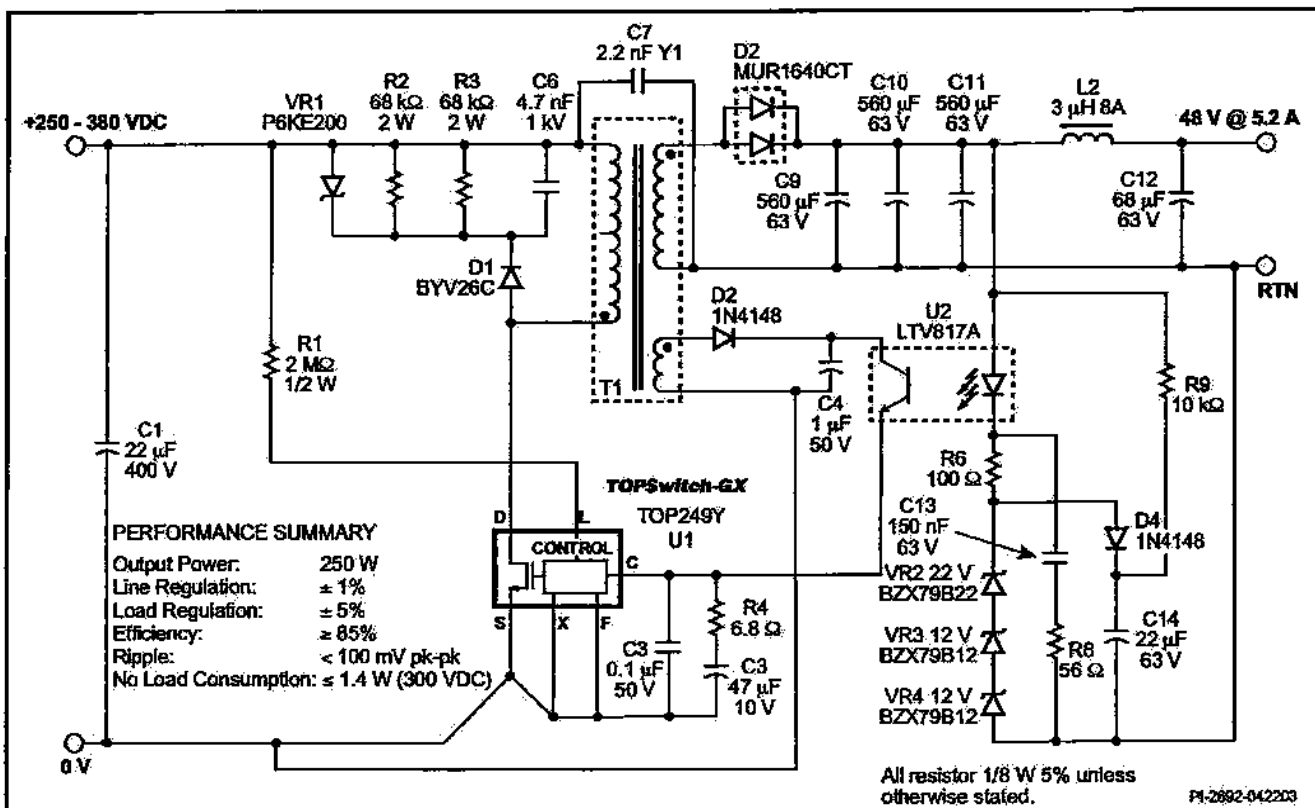 C7
2.2 nF Y1
D2
MUR1640CT
VR1
P6KE200
R2
68 kΩ
2 W
R3
68 kΩ
2 W
C6
4.7 nF
1 kV
C10
560 µF
63 V
C11
560 µF
63 V
L2
3 µH 8A
+250 - 380 VDC
48 V @ 5.2 A
C9
560 µF
63 V
C12
68 µF
63 V
D1
BYV26C
RTN
D2
1N4148
U2
LTV817A
R1
2 MΩ
1/2 W
T1
C4
1 µF
50 V
R9
10 kΩ
C1
22 µF
400 V
R6
100 Ω
TOPSwitch-GX
TOP249Y
U1
C13
150 nF
63 V
D4
1N4148
D
L
CONTROL
C
S
X
F
PERFORMANCE SUMMARY
Output Power: 250 W
Line Regulation: ± 1%
Load Regulation: ± 5%
Efficiency: ≥ 85%
Ripple: < 100 mV pk-pk
No Load Consumption: ≤ 1.4 W (300 VDC)
VR2 22 V
BZX79B22
R4
6.8 Ω
C3
0.1 µF
50 V
C3
47 µF
10 V
VR3 12 V
BZX79B12
R8
56 Ω
C14
22 µF
63 V
VR4 12 V
BZX79B12
0 V
All resistor 1/8 W 5% unless
otherwise stated.
PI-2692-042203